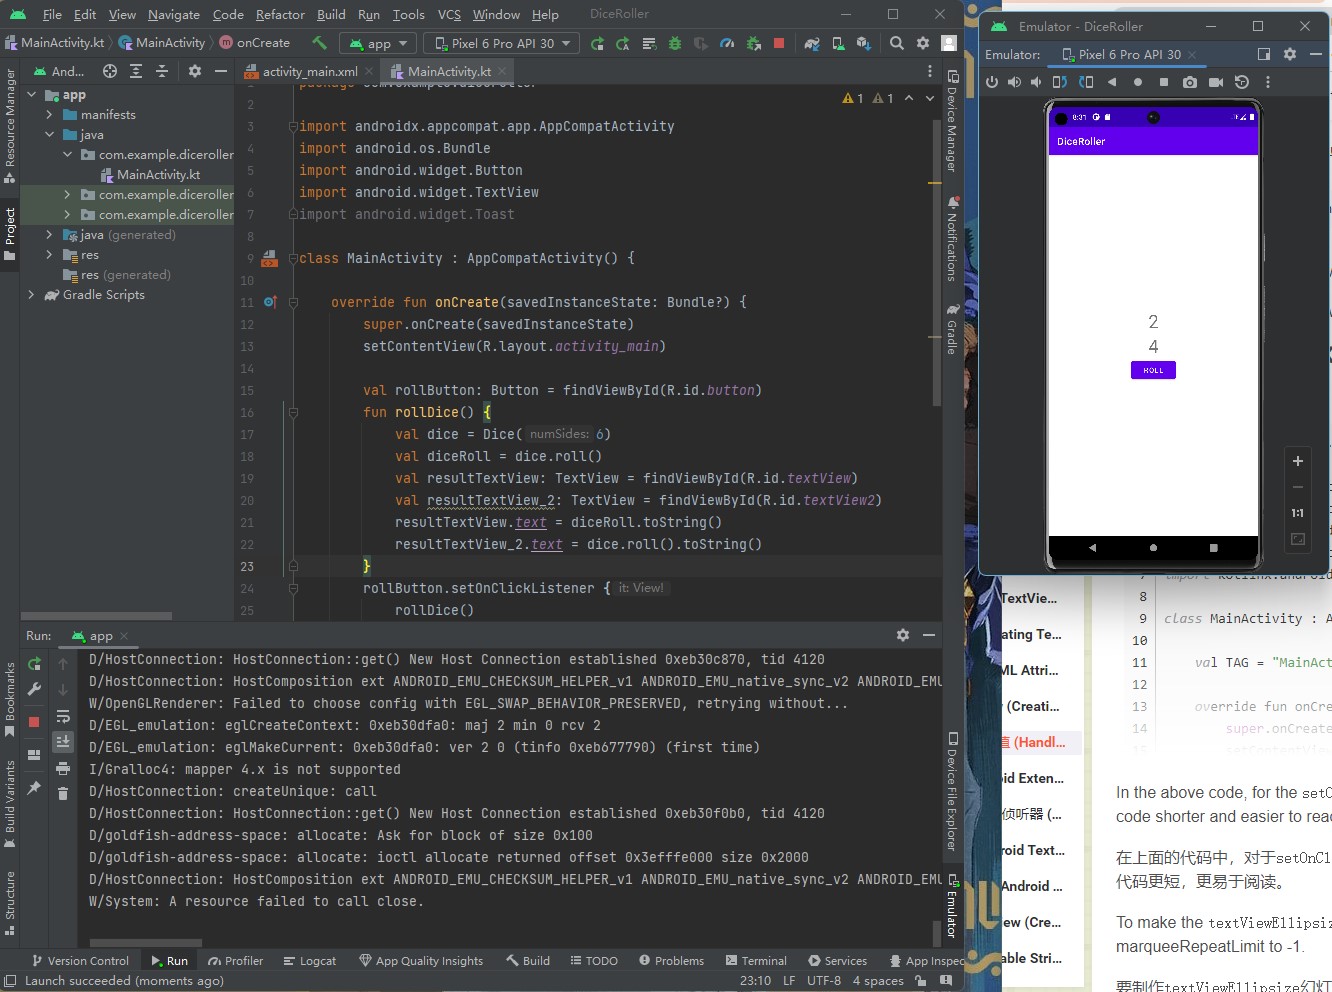 File Edit View Navigate Code Refactor Build Run Tools VCS Window Help DiceRoller
MainActivity.kt MainActivity onCreate app Pixel 6 Pro API 30
And...
activity_main.xml MainActivity.kt
Resource Manager
Project
Bookmarks
Build Variants
Structure
app
manifests
java
com.example.diceroller
MainActivity.kt
com.example.diceroller
com.example.diceroller
java (generated)
res
res (generated)
Gradle Scripts
1 1
2
3 import androidx.appcompat.app.AppCompatActivity
4 import android.os.Bundle
5 import android.widget.Button
6 import android.widget.TextView
7 import android.widget.Toast
8
9 class MainActivity : AppCompatActivity() {
10
11 override fun onCreate(savedInstanceState: Bundle?) {
12 super.onCreate(savedInstanceState)
13 setContentView(R.layout.activity_main)
14
15 val rollButton: Button = findViewById(R.id.button)
16 fun rollDice() {
17 val dice = Dice( numSides: 6)
18 val diceRoll = dice.roll()
19 val resultTextView: TextView = findViewById(R.id.textView)
20 val resultTextView_2: TextView = findViewById(R.id.textView2)
21 resultTextView.text = diceRoll.toString()
22 resultTextView_2.text = dice.roll().toString()
23 }
24 rollButton.setOnClickListener { it: View!
25 rollDice()
Device Manager
Notifications
Gradle
Device File Explorer
Emulator
Run: app
D/HostConnection: HostConnection::get() New Host Connection established 0xeb30c870, tid 4120
D/HostConnection: HostComposition ext ANDROID_EMU_CHECKSUM_HELPER_v1 ANDROID_EMU_native_sync_v2 ANDROID_EMU
W/OpenGLRenderer: Failed to choose config with EGL_SWAP_BEHAVIOR_PRESERVED, retrying without...
D/EGL_emulation: eglCreateContext: 0xeb30dfa0: maj 2 min 0 rcv 2
D/EGL_emulation: eglMakeCurrent: 0xeb30dfa0: ver 2 0 (tinfo 0xeb677790) (first time)
I/Gralloc4: mapper 4.x is not supported
D/HostConnection: createUnique: call
D/HostConnection: HostConnection::get() New Host Connection established 0xeb30f0b0, tid 4120
D/goldfish-address-space: allocate: Ask for block of size 0x100
D/goldfish-address-space: allocate: ioctl allocate returned offset 0x3efffe000 size 0x2000
D/HostConnection: HostComposition ext ANDROID_EMU_CHECKSUM_HELPER_v1 ANDROID_EMU_native_sync_v2 ANDROID_EMU
W/System: A resource failed to call close.
Version Control Run Profiler Logcat App Quality Insights Build TODO Problems Terminal Services App Inspec
Launch succeeded (moments ago) 23:10 LF UTF-8 4 spaces
Emulator - DiceRoller
Emulator: Pixel 6 Pro API 30
8:31
DiceRoller
2
4
ROLL
1:1
TextVie...
ating Te...
ML Attri...
(Creati...
值 (Handl...
id Exten...
侦听器 (...
roid Text...
Android ...
ew (Cre...
able Stri...
8
9 class MainActivity : A
10
11 val TAG = "MainAct
12
13 override fun onCre
14 super.onCreate
In the above code, for the setO
code shorter and easier to read
在上面的代码中，对于setOnCl
代码更短，更易于阅读。
To make the textViewEllipsize
marqueeRepeatLimit to -1.
要制作textViewEllipsize幻灯